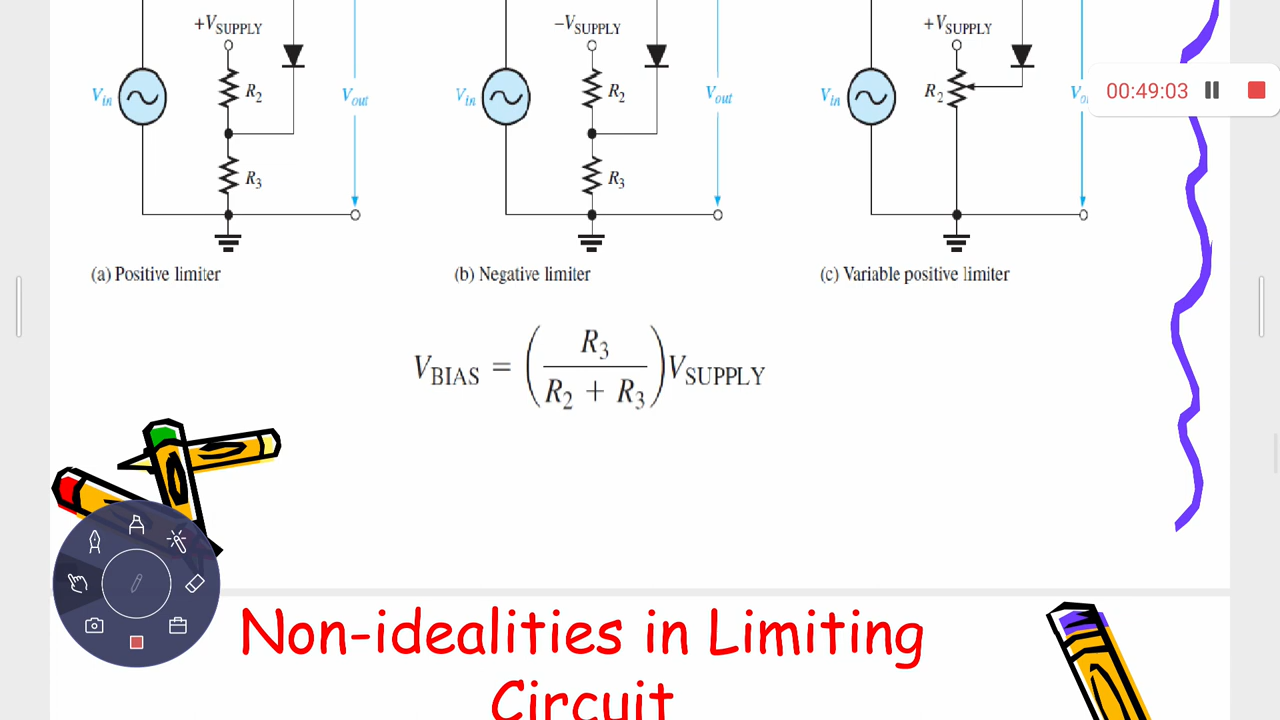 +VSUPPLY
R2
Vin
Vout
R3
(a) Positive limiter
−VSUPPLY
R2
Vin
Vout
R3
(b) Negative limiter
+VSUPPLY
R2
Vin
(c) Variable positive limiter
00:49:03
VBIAS = (R3 / (R2 + R3)) VSUPPLY
Non-idealities in Limiting
Circuit